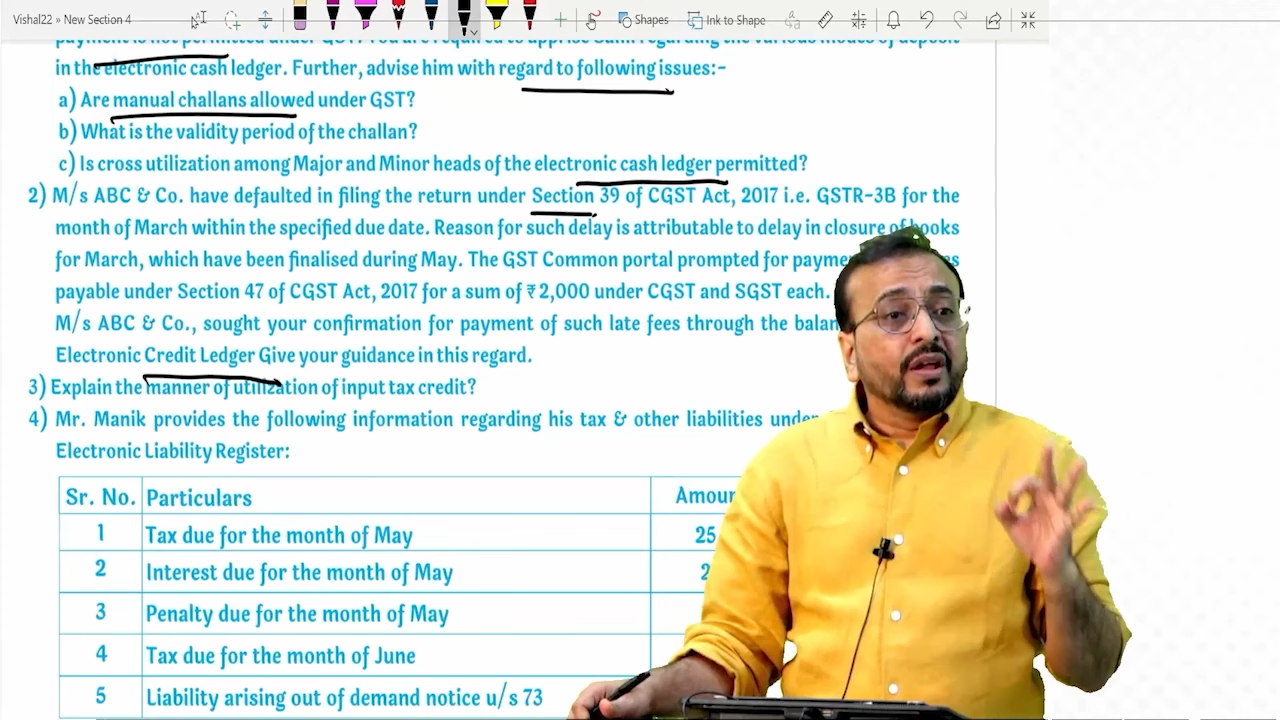 Vishal22 » New Section 4
Shapes
Ink to Shape
in the electronic cash ledger. Further, advise him with regard to following issues:-
a) Are manual challans allowed under GST?
b) What is the validity period of the challan?
c) Is cross utilization among Major and Minor heads of the electronic cash ledger permitted?
2) M/s ABC & Co. have defaulted in filing the return under Section 39 of CGST Act, 2017 i.e. GSTR-3B for the
month of March within the specified due date. Reason for such delay is attributable to delay in closure of books
for March, which have been finalised during May. The GST Common portal prompted for
payable under Section 47 of CGST Act, 2017 for a sum of ₹2,000 under CGST and SGST each.
M/s ABC & Co., sought your confirmation for payment of such late fees through the
Electronic Credit Ledger Give your guidance in this regard.
3) Explain the manner of utilization of input tax credit?
4) Mr. Manik provides the following information regarding his tax & other liabilities
Electronic Liability Register:
Sr. No. Particulars
1 Tax due for the month of May 25
2 Interest due for the month of May 2
3 Penalty due for the month of May
4 Tax due for the month of June
5 Liability arising out of demand notice u/s 73